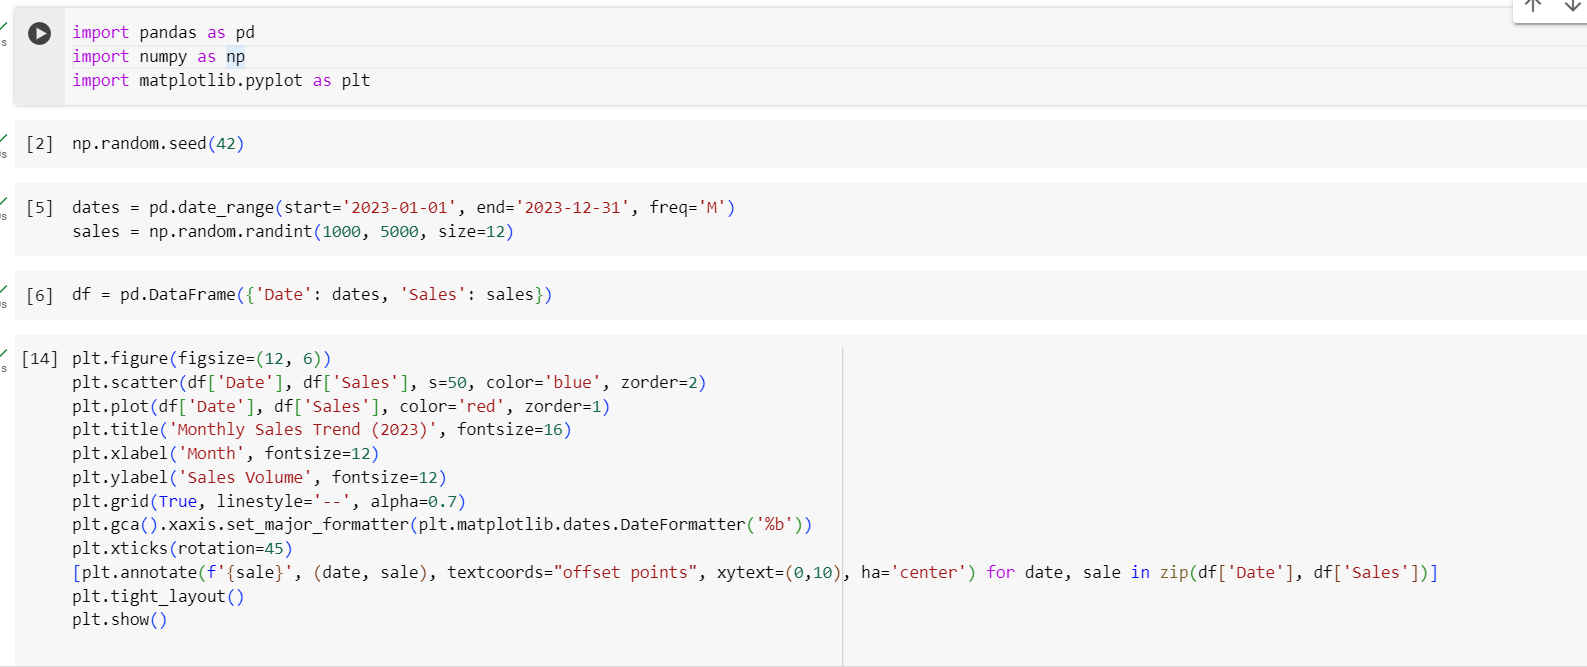 import pandas as pd
import numpy as np
import matplotlib.pyplot as plt
s
[2] np.random.seed(42)
[5] dates = pd.date_range(start='2023-01-01', end='2023-12-31', freq='M')
sales = np.random.randint(1000, 5000, size=12)
[6] df = pd.DataFrame({'Date': dates, 'Sales': sales})
[14] plt.figure(figsize=(12, 6))
s
plt.scatter(df['Date'], df['Sales'], s=50, color='blue', zorder=2)
plt.plot(df['Date'], df['Sales'], color='red', zorder=1)
plt.title('Monthly Sales Trend (2023)', fontsize=16)
plt.xlabel('Month', fontsize=12)
plt.ylabel('Sales Volume', fontsize=12)
plt.grid(True, linestyle='--', alpha=0.7)
plt.gca().xaxis.set_major_formatter(plt.matplotlib.dates.DateFormatter('%b'))
plt.xticks(rotation=45)
[plt.annotate(f'{sale}', (date, sale), textcoords="offset points", xytext=(0,10), ha='center') for date, sale in zip(df['Date'], df['Sales'])]
plt.tight_layout()
plt.show()